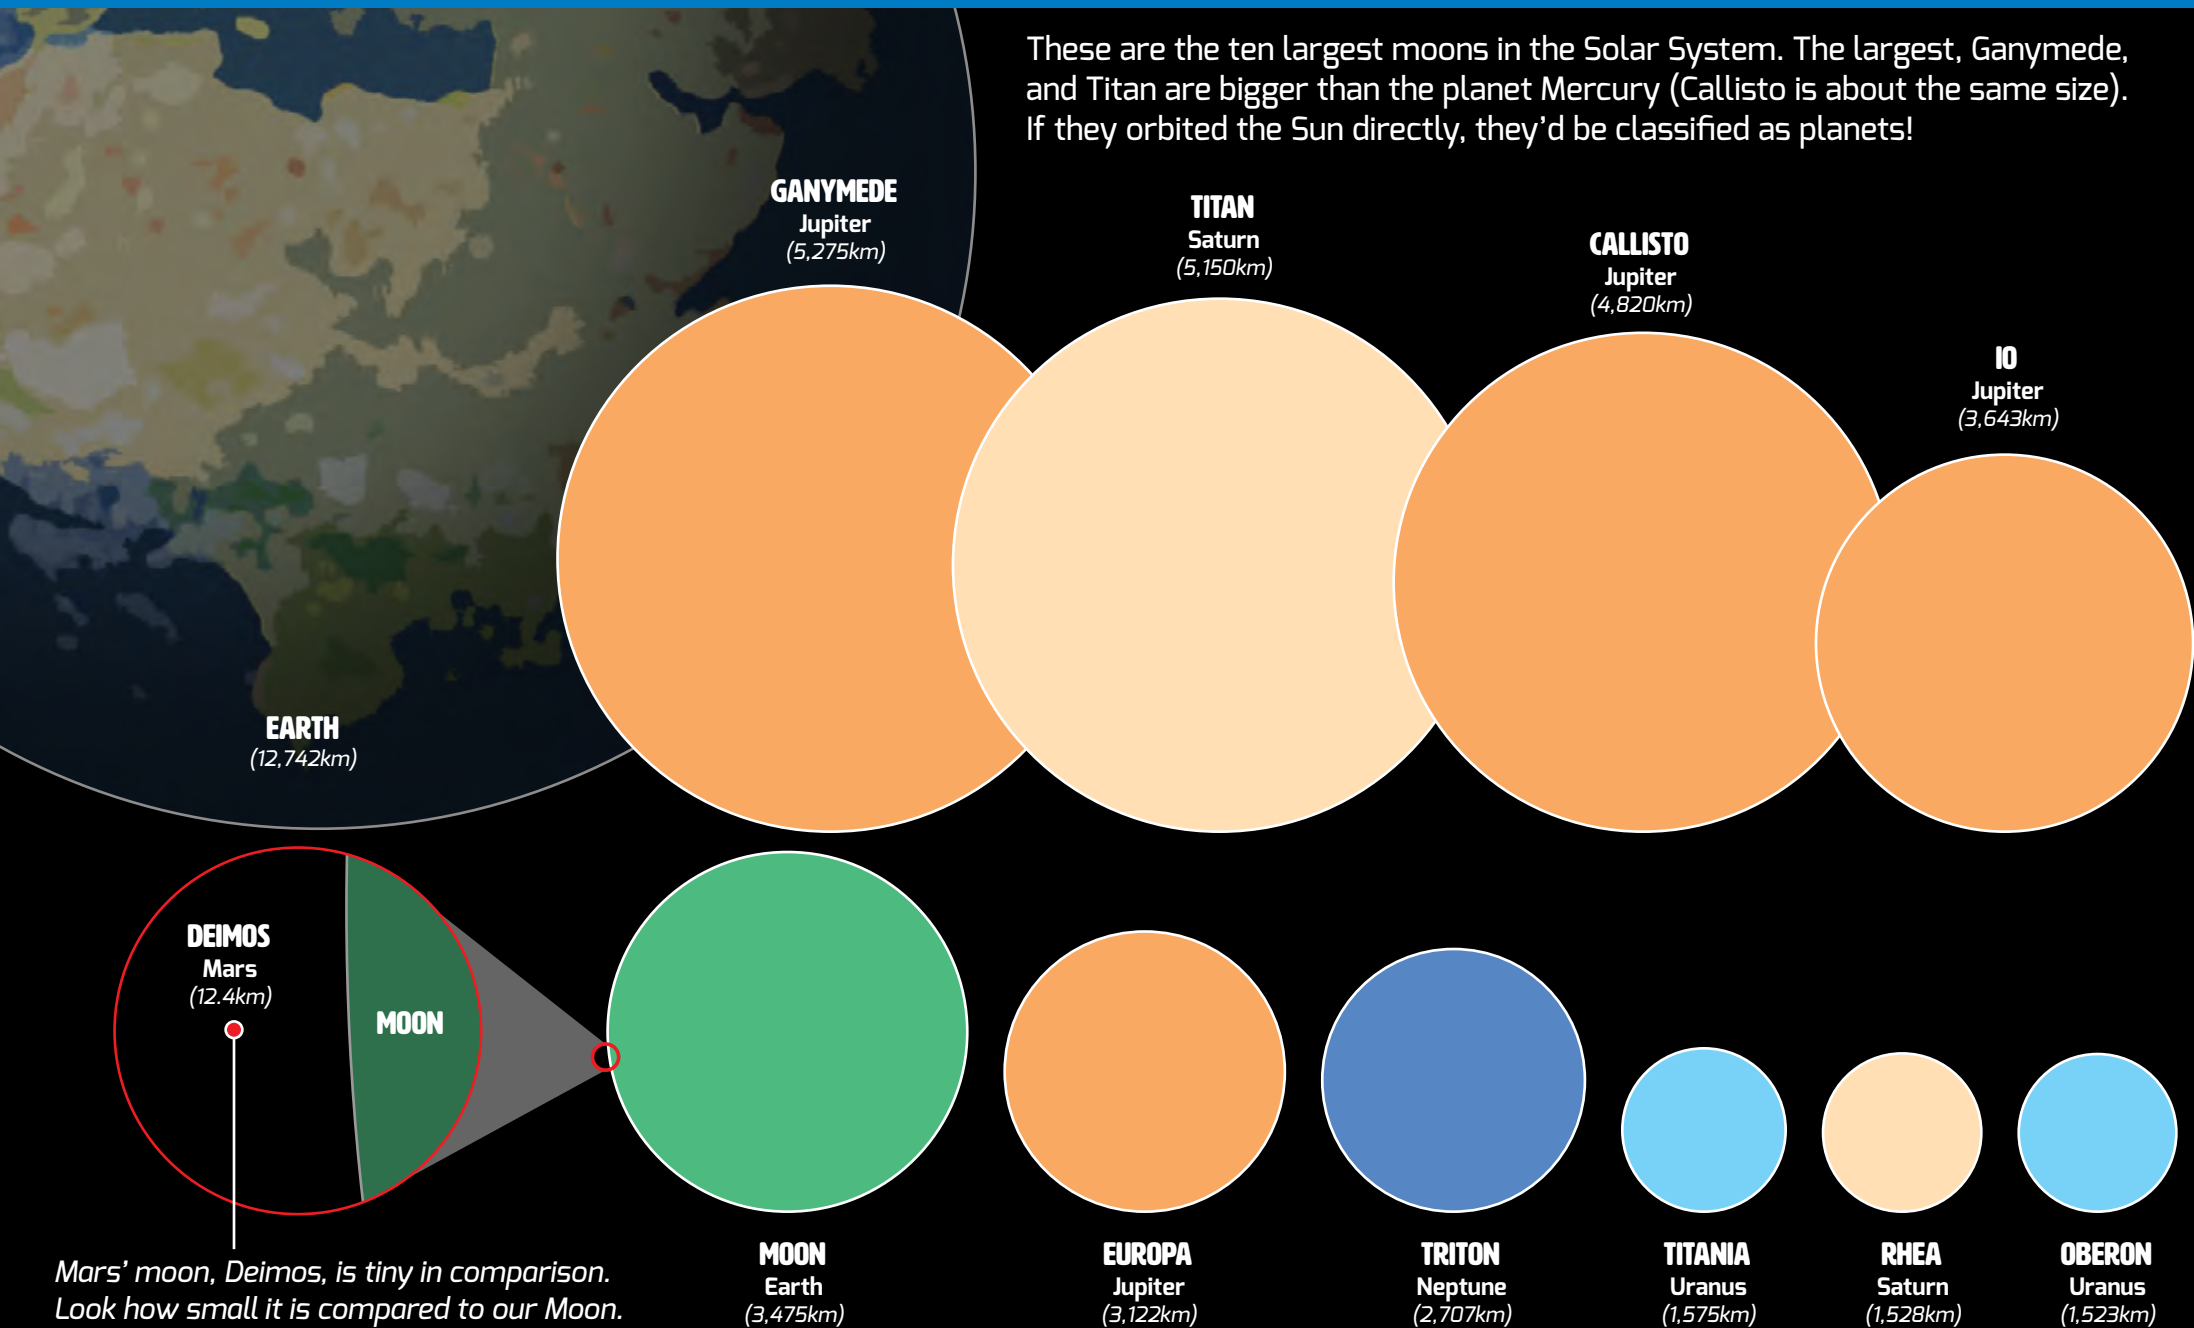 These are the ten largest moons in the Solar System. The largest, Ganymede,
and Titan are bigger than the planet Mercury (Callisto is about the same size).
If they orbited the Sun directly, they’d be classified as planets!
GANYMEDE
Jupiter
(5,275km)
TITAN
Saturn
(5,150km)
CALLISTO
Jupiter
(4,820km)
IO
Jupiter
(3,643km)
EARTH
(12,742km)
DEIMOS
Mars
(12.4km)
MOON
Mars’ moon, Deimos, is tiny in comparison.
Look how small it is compared to our Moon.
MOON
Earth
(3,475km)
EUROPA
Jupiter
(3,122km)
TRITON
Neptune
(2,707km)
TITANIA
Uranus
(1,575km)
RHEA
Saturn
(1,528km)
OBERON
Uranus
(1,523km)